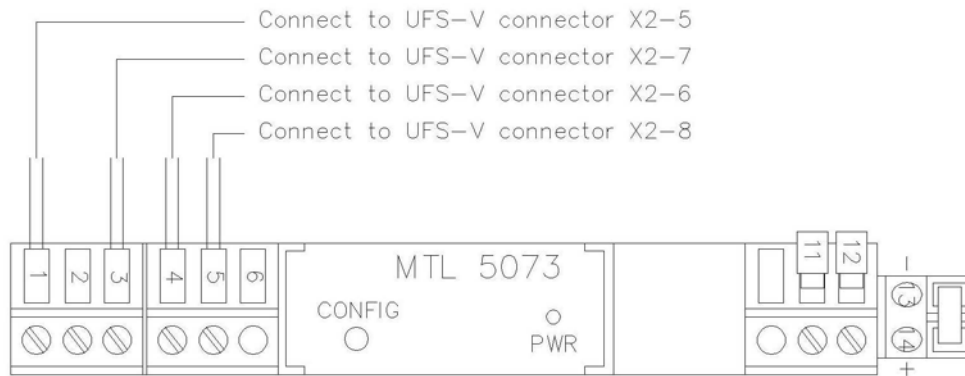 Connect to UFS-V connector X2-5
Connect to UFS-V connector X2-7
Connect to UFS-V connector X2-6
Connect to UFS-V connector X2-8
1 2 3 4 5 6
MTL 5073
CONFIG
PWR
11 12
-
13
14
+